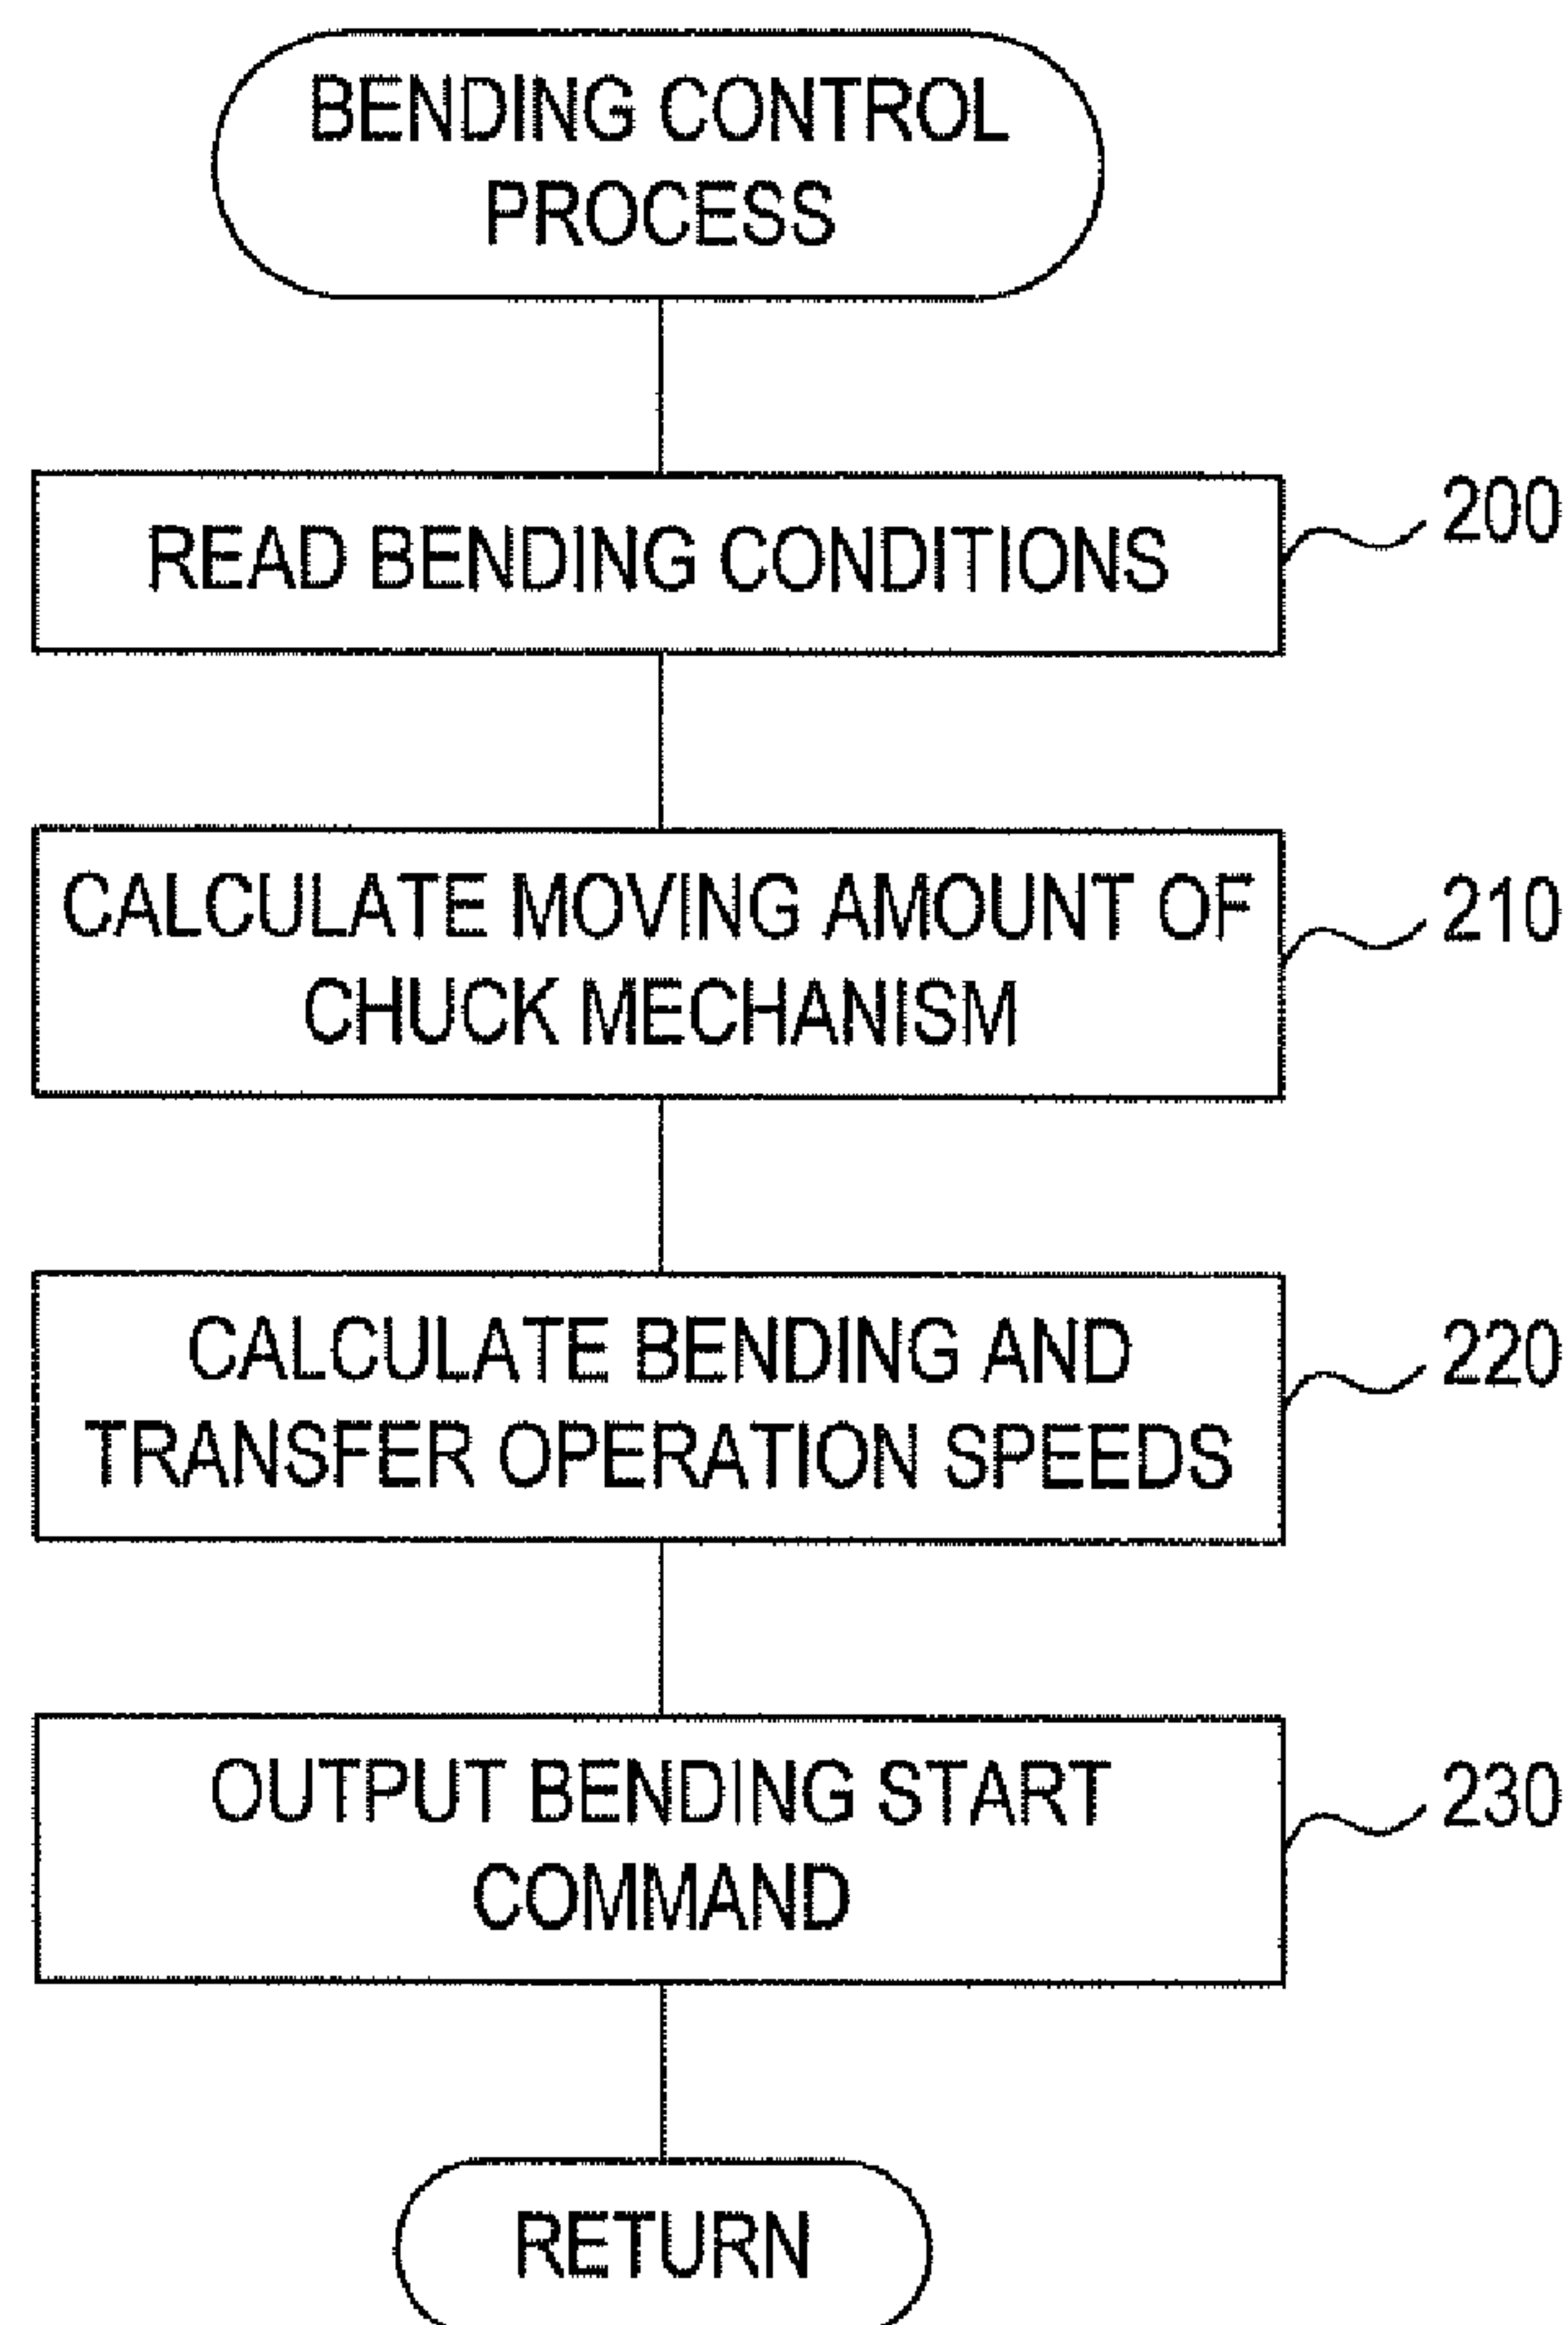 BENDING CONTROL
PROCESS
READ BENDING CONDITIONS
200
CALCULATE MOVING AMOUNT OF
CHUCK MECHANISM
210
CALCULATE BENDING AND
TRANSFER OPERATION SPEEDS
220
OUTPUT BENDING START
COMMAND
230
RETURN